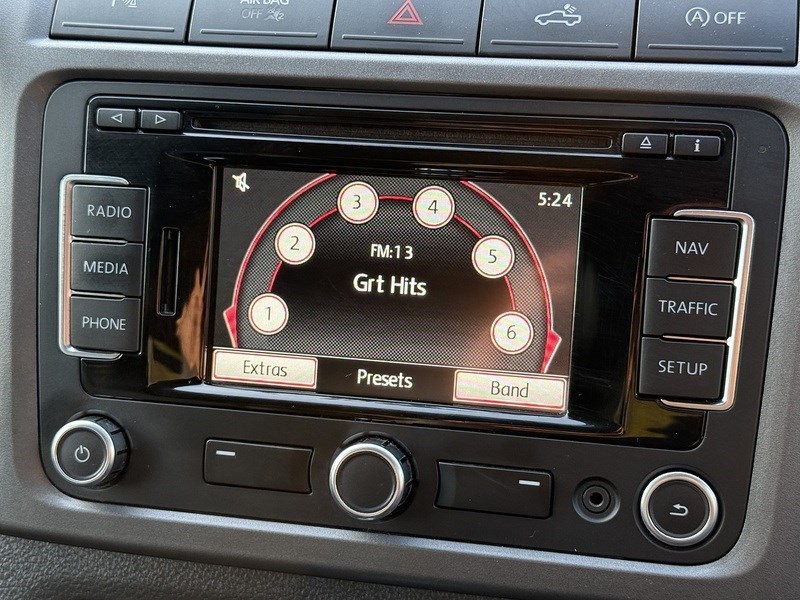 AIR BAG
OFF
OFF
RADIO
MEDIA
PHONE
5:24
1
2
3
4
5
6
FM:13
Grt Hits
Extras
Presets
Band
i
NAV
TRAFFIC
SETUP